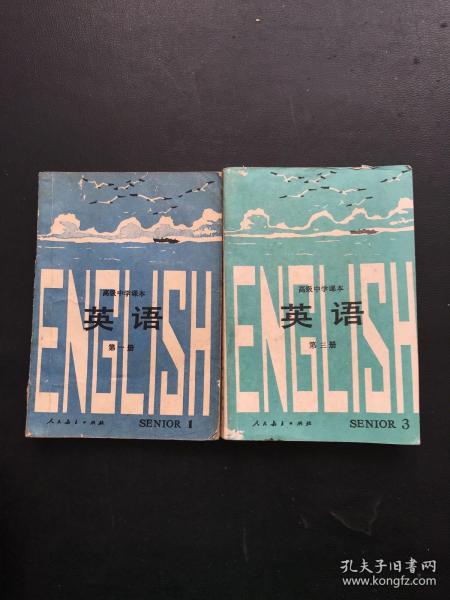 ENGLISH
高级中学课本
英语
第一册
人民教育出版社
SENIOR 1
ENGLISH
高级中学课本
英语
第三册
人民教育出版社
SENIOR 3
孔夫子旧书网
www.kongfz.com